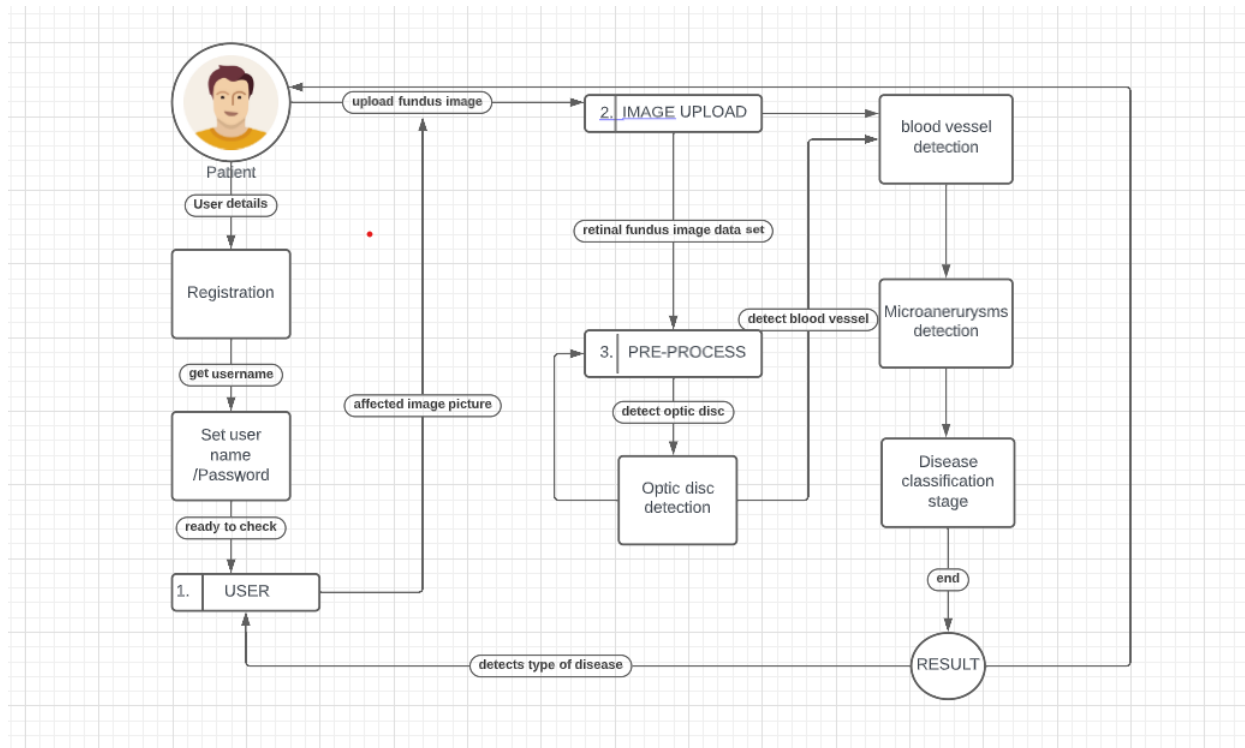 upload fundus image
2. IMAGE UPLOAD
blood vessel
detection
Patient
User details
retinal fundus image data set
Registration
detect blood vessel
Microanerurysms
detection
3. PRE-PROCESS
get username
affected image picture
detect optic disc
Set user
name
/Password
Disease
classification
stage
Optic disc
detection
ready to check
end
1. USER
detects type of disease
RESULT